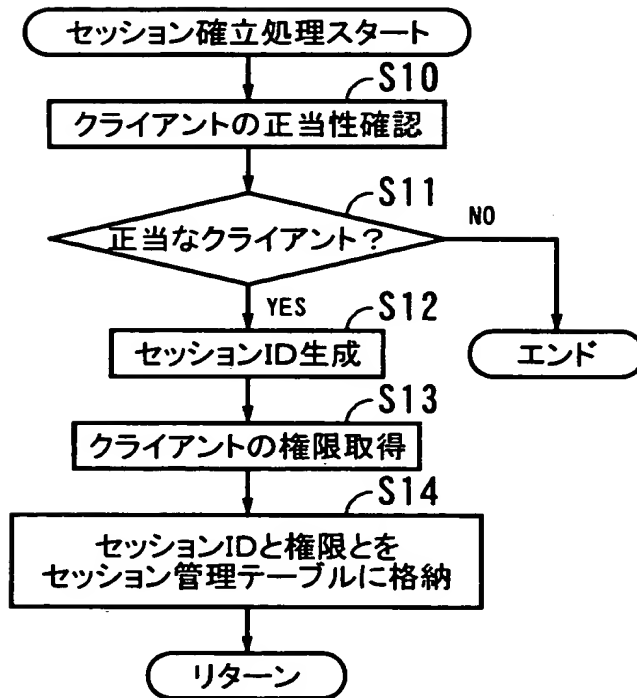 セッション確立処理スタート
S10
クライアントの正当性確認
S11
正当なクライアント？
NO
YES
S12
セッションID生成
エンド
S13
クライアントの権限取得
S14
セッションIDと権限とを
セッション管理テーブルに格納
リターン